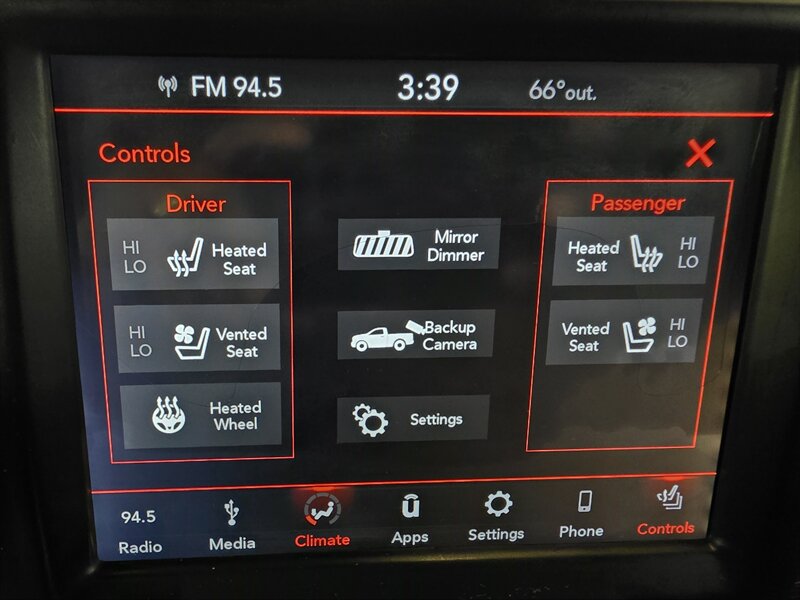 FM 94.5 3:39 66°out.
Controls
Driver
HI
LO
Heated
Seat
HI
LO
Vented
Seat
Heated
Wheel
Mirror
Dimmer
Backup
Camera
Settings
Passenger
Heated
Seat
HI
LO
Vented
Seat
HI
LO
94.5
Radio
Media
Climate
Apps
Settings
Phone
Controls